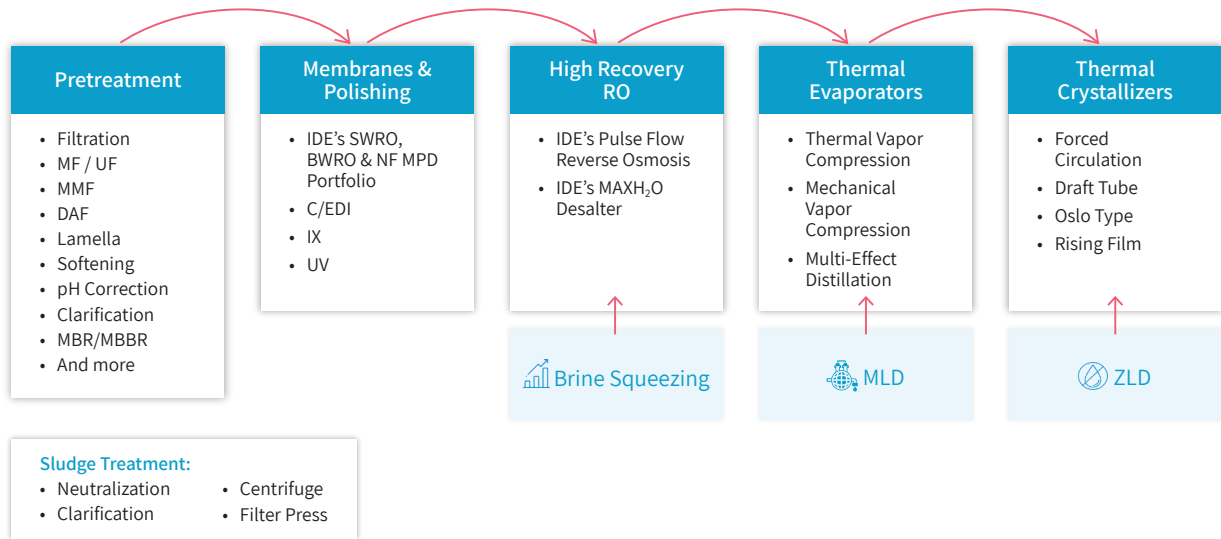 Pretreatment
• Filtration
• MF / UF
• MMF
• DAF
• Lamella
• Softening
• pH Correction
• Clarification
• MBR/MBBR
• And more
Membranes &
Polishing
• IDE's SWRO,
BWRO & NF MPD
Portfolio
• C/EDI
• IX
• UV
High Recovery
RO
• IDE's Pulse Flow
Reverse Osmosis
• IDE's MAXH₂O
Desalter
Brine Squeezing
Thermal
Evaporators
• Thermal Vapor
Compression
• Mechanical
Vapor
Compression
• Multi-Effect
Distillation
MLD
Thermal
Crystallizers
• Forced
Circulation
• Draft Tube
• Oslo Type
• Rising Film
ZLD
Sludge Treatment:
• Neutralization
• Clarification
• Centrifuge
• Filter Press